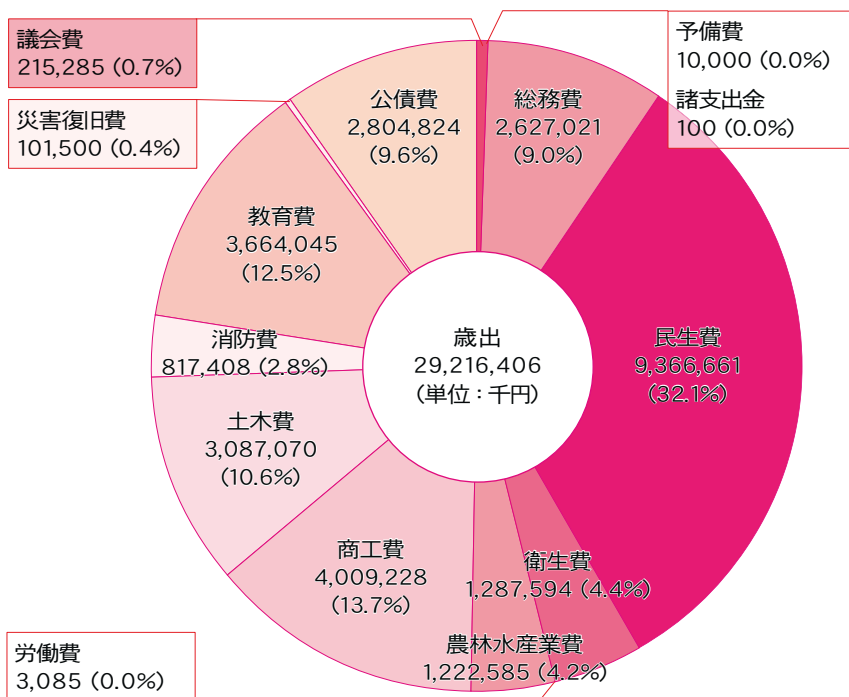 議会費
215,285 (0.7%)
災害復旧費
101,500 (0.4%)
公債費
2,804,824
(9.6%)
総務費
2,627,021
(9.0%)
予備費
10,000 (0.0%)
諸支出金
100 (0.0%)
教育費
3,664,045
(12.5%)
消防費
817,408 (2.8%)
歳出
29,216,406
(単位：千円)
民生費
9,366,661
(32.1%)
土木費
3,087,070
(10.6%)
商工費
4,009,228
(13.7%)
衛生費
1,287,594 (4.4%)
農林水産業費
1,222,585 (4.2%)
労働費
3,085 (0.0%)